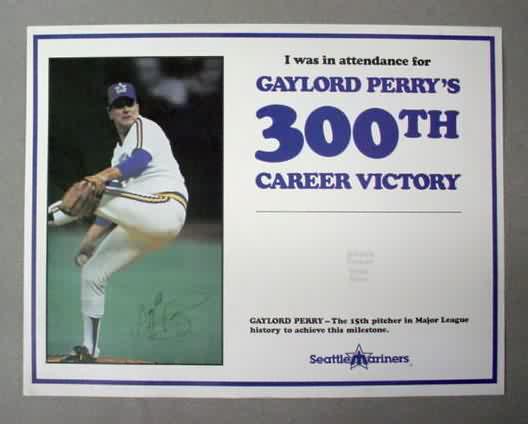 I was in attendance for
GAYLORD PERRY'S
300TH
CAREER VICTORY
GAYLORD PERRY—The 15th pitcher in Major League
history to achieve this milestone.
Seattle Mariners